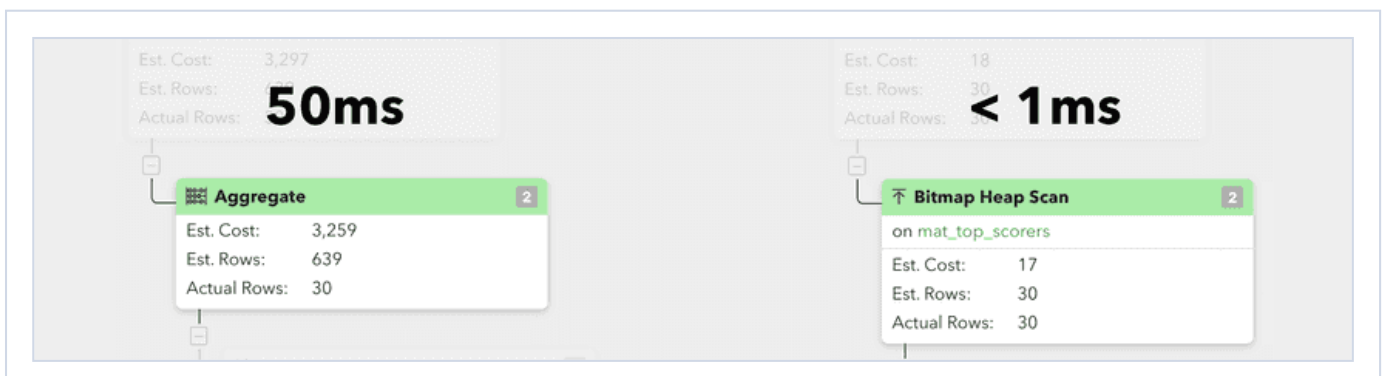 Est. Cost: 3,297
Est. Rows:
Actual Rows:
50ms
Aggregate 2
Est. Cost: 3,259
Est. Rows: 639
Actual Rows: 30
Est. Cost: 18
Est. Rows: 30
Actual Rows:
< 1ms
Bitmap Heap Scan 2
on mat_top_scorers
Est. Cost: 17
Est. Rows: 30
Actual Rows: 30